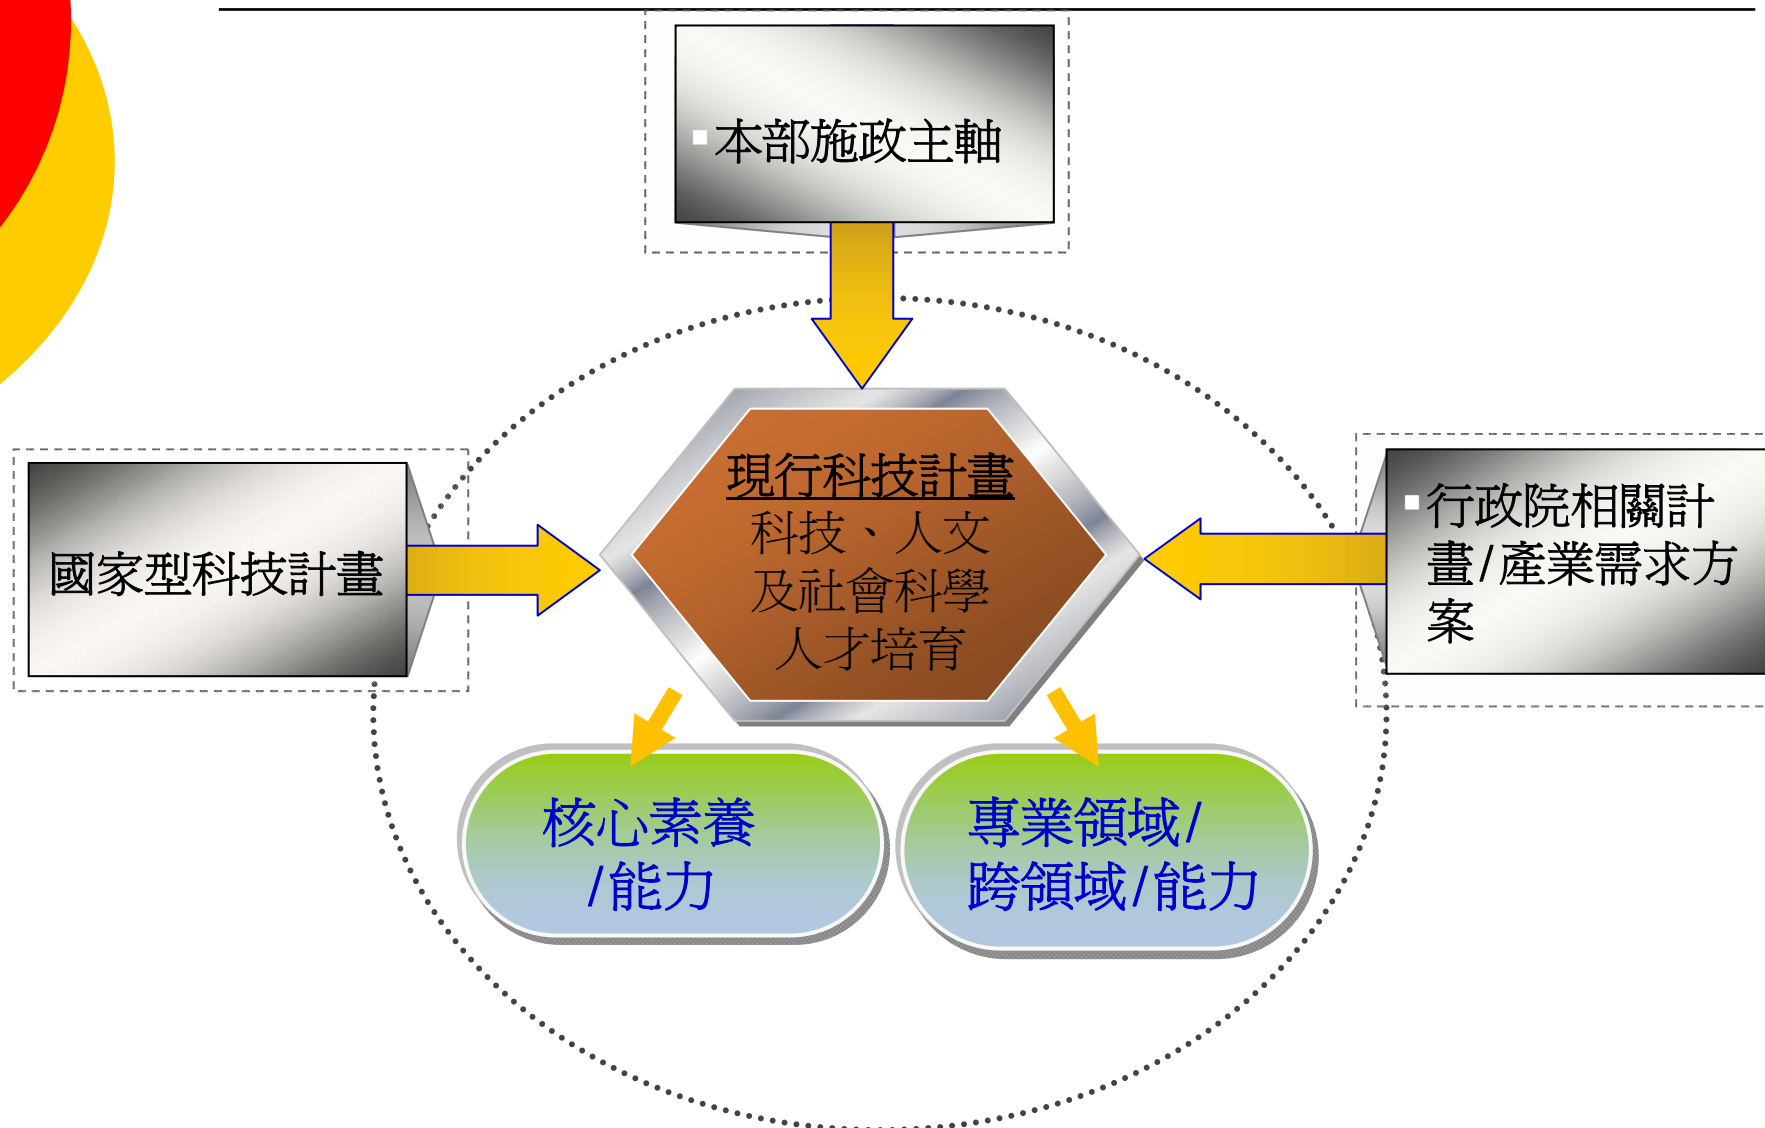 ▪本部施政主軸
現行科技計畫
科技、人文
及社會科學
人才培育
國家型科技計畫
▪行政院相關計
畫/產業需求方
案
核心素養
/能力
專業領域/
跨領域/能力